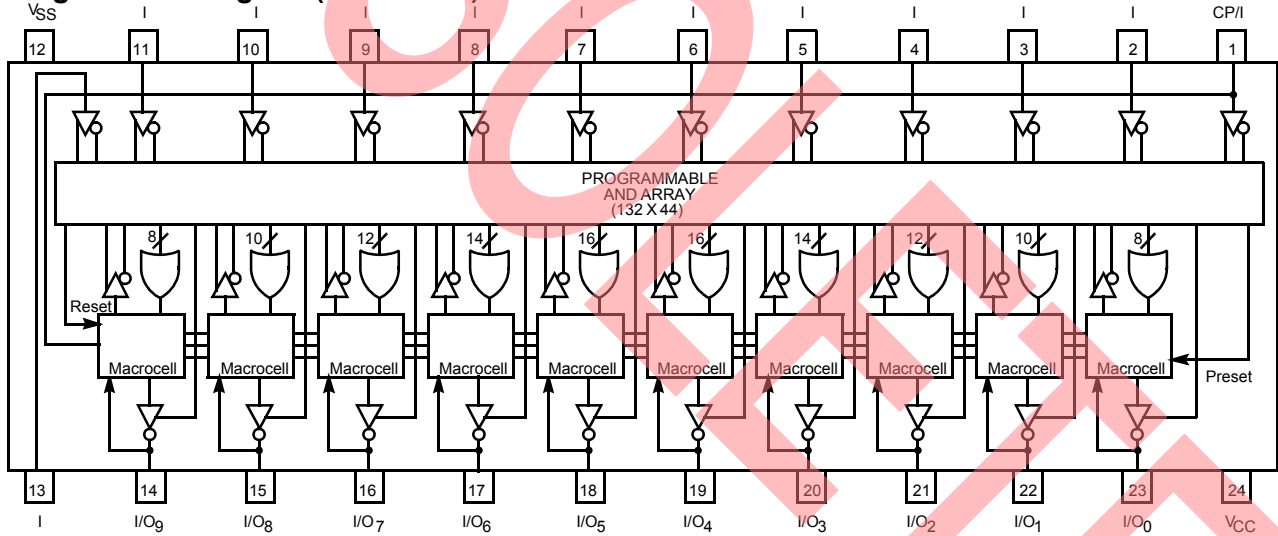 VSS I I I I I I I I I I CP/I
12 11 10 9 8 7 6 5 4 3 2 1
PROGRAMMABLE
AND ARRAY
(132 X 44)
8 10 12 14 16 16 14 12 10 8
Reset
Macrocell Macrocell Macrocell Macrocell Macrocell Macrocell Macrocell Macrocell Macrocell Macrocell
Preset
13 14 15 16 17 18 19 20 21 22 23 24
I I/O9 I/O8 I/O7 I/O6 I/O5 I/O4 I/O3 I/O2 I/O1 I/O0 VCC